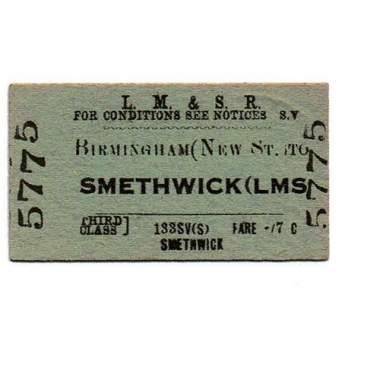 L. M. & S. R.
FOR CONDITIONS SEE NOTICES S.V
BIRMINGHAM(NEW ST.)TO
SMETHWICK(LMS
THIRD]
CLASS]
133SV(S) FARE -/7 C
SMETHWICK
5775
5775